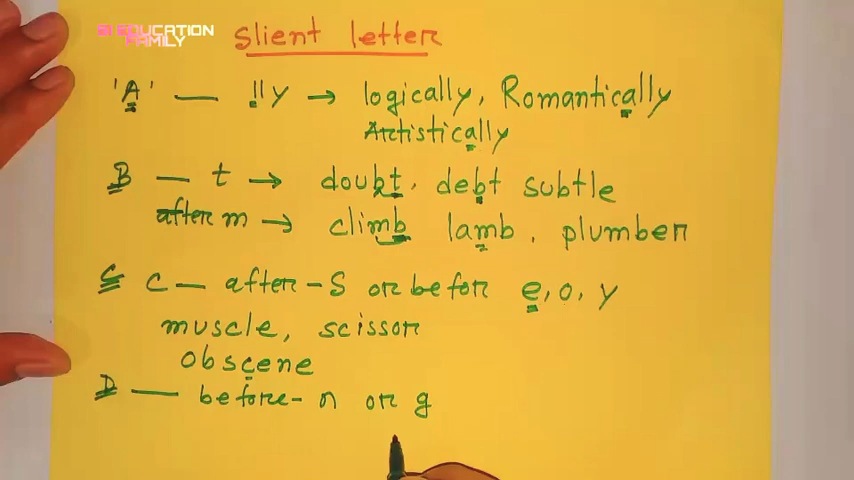 BI EDUCATION
FAMILY
slient letter
'A' — lly → logically, Romantically
Artistically
B — t → doubt, debt subtle
after m → climb lamb, plumber
C c — after - S or befor e, o, y
muscle, scissor
obscene
D — before - n or g